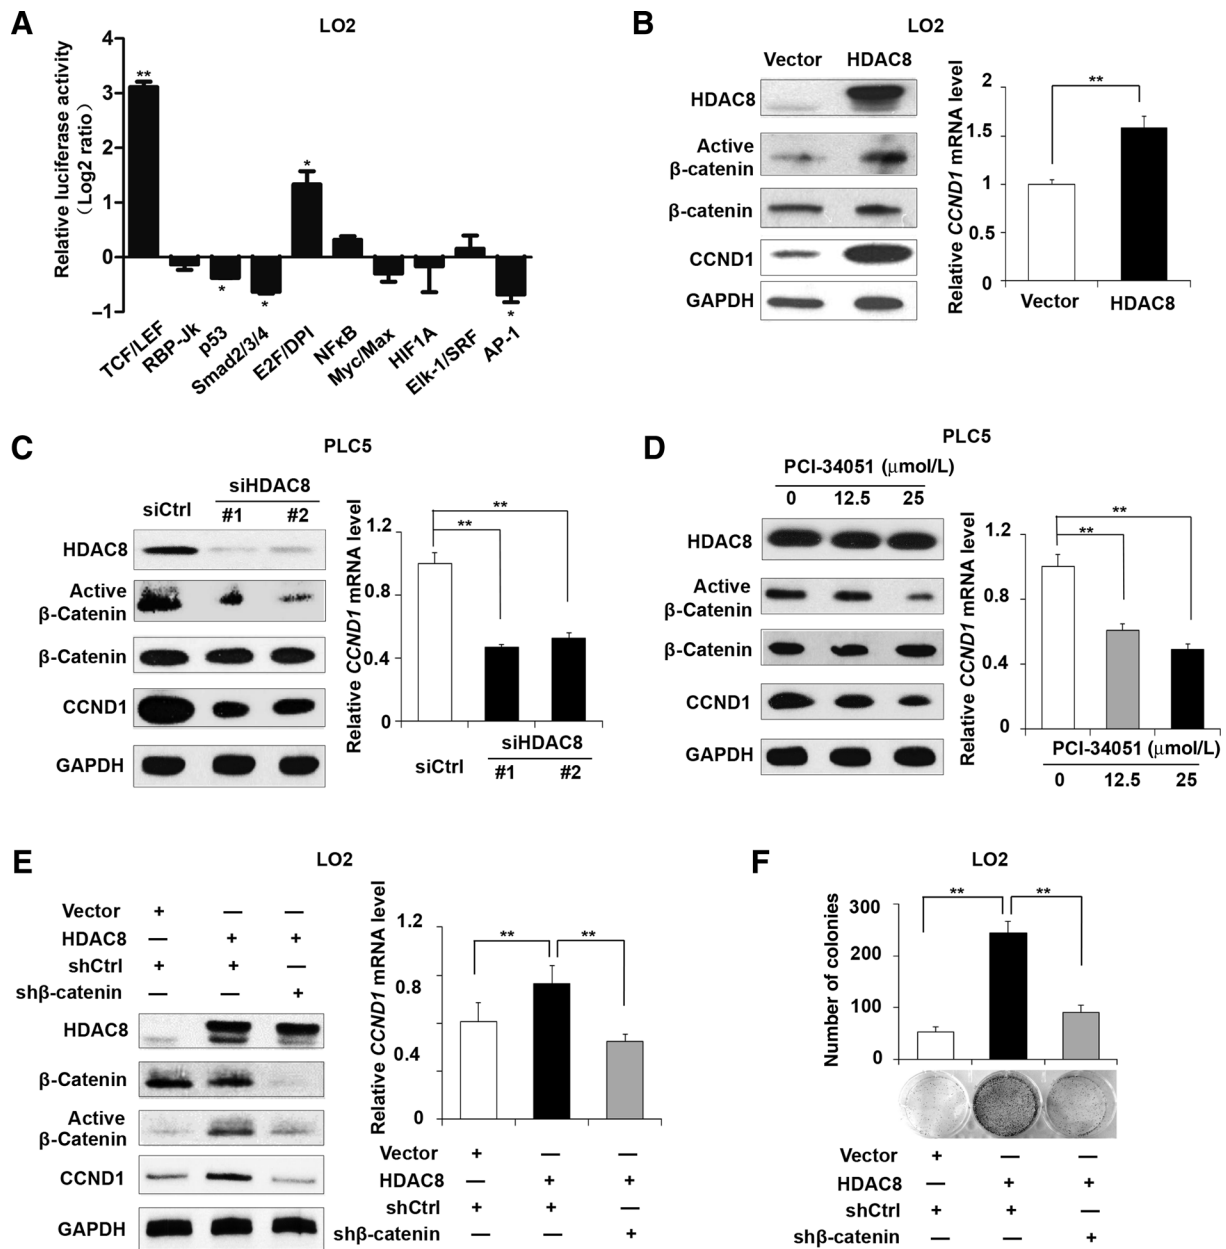 A
LO2
Relative luciferase activity
(Log2 ratio)
4
3
2
1
0
−1
**
*
*
*
*
TCF/LEF
RBP-Jk
p53
Smad2/3/4
E2F/DPI
NFκB
Myc/Max
HIF1A
Elk-1/SRF
AP-1
B
LO2
Vector HDAC8
HDAC8
Active
β-catenin
β-catenin
CCND1
GAPDH
Relative CCND1 mRNA level
2
1.5
1
0.5
0
**
Vector HDAC8
C
PLC5
siHDAC8
siCtrl #1 #2
HDAC8
Active
β-Catenin
β-Catenin
CCND1
GAPDH
Relative CCND1 mRNA level
1.2
0.8
0.4
0
**
**
siHDAC8
siCtrl #1 #2
D
PLC5
PCI-34051 (μmol/L)
0 12.5 25
HDAC8
Active
β-Catenin
β-Catenin
CCND1
GAPDH
Relative CCND1 mRNA level
1.2
0.8
0.4
0
**
**
PCI-34051 (μmol/L)
0 12.5 25
E
LO2
Vector + — —
HDAC8 — + +
shCtrl + + —
shβ-catenin — — +
HDAC8
β-Catenin
Active
β-Catenin
CCND1
GAPDH
Relative CCND1 mRNA level
1.2
0.8
0.4
0
** **
Vector + — —
HDAC8 — + +
shCtrl + + —
shβ-catenin — — +
F
LO2
Number of colonies
300
200
100
0
** **
Vector + — —
HDAC8 — + +
shCtrl + + —
shβ-catenin — — +